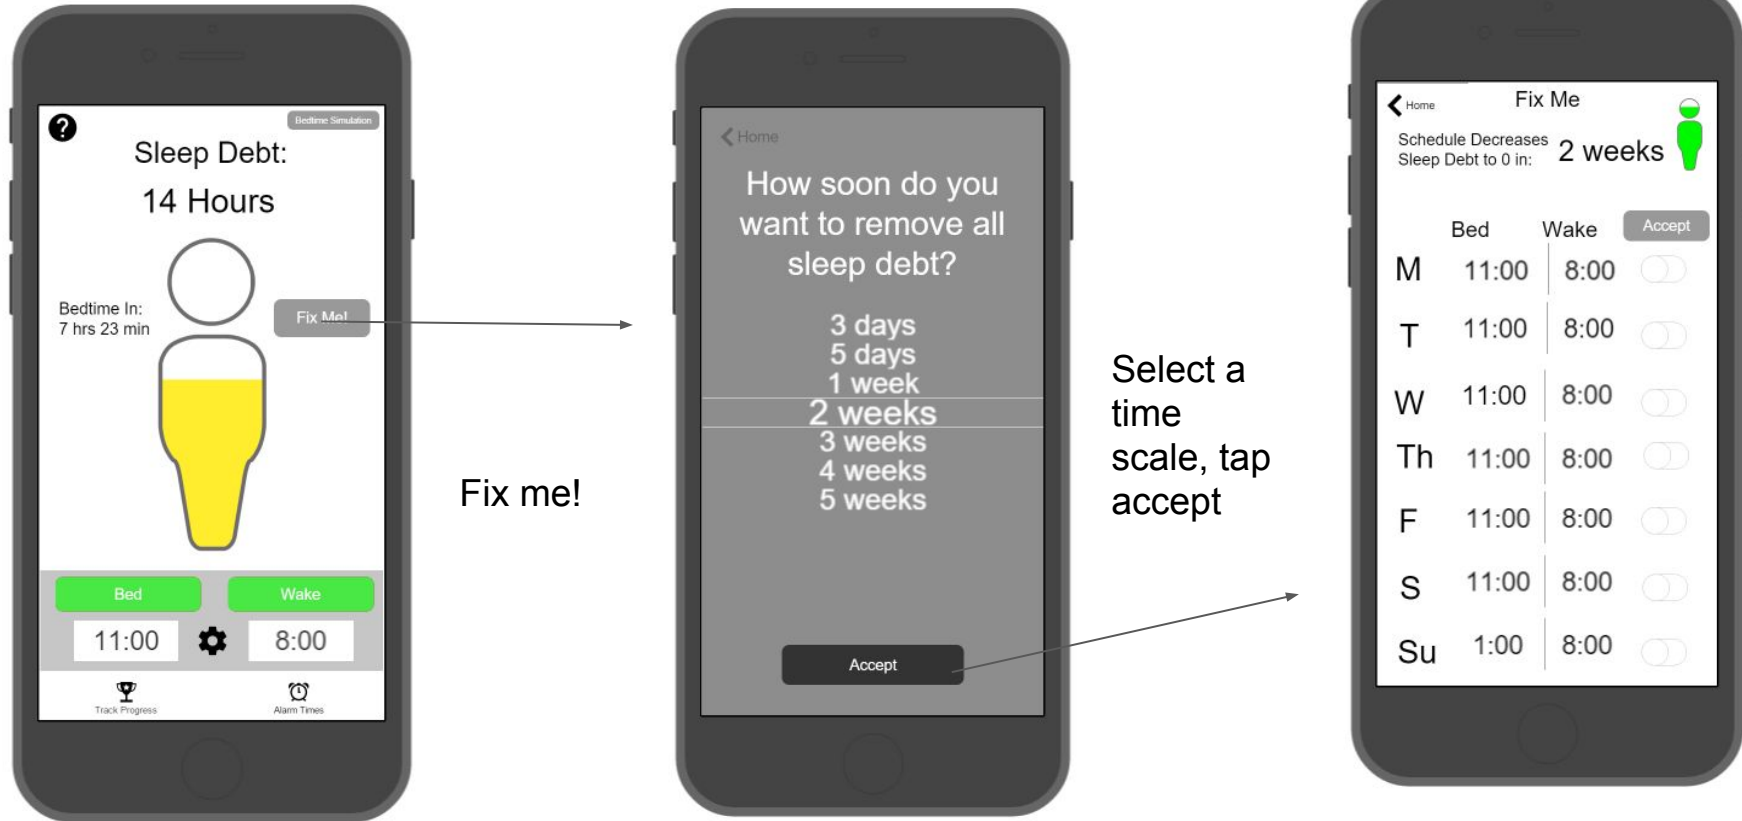 ?
Bedtime Simulation
Sleep Debt:
14 Hours
Bedtime In:
7 hrs 23 min
Fix Me!
Bed
Wake
11:00
8:00
Track Progress
Alarm Times
Fix me!
Home
How soon do you
want to remove all
sleep debt?
3 days
5 days
1 week
2 weeks
3 weeks
4 weeks
5 weeks
Accept
Select a
time
scale, tap
accept
Home
Fix Me
Schedule Decreases
Sleep Debt to 0 in:
2 weeks
Bed Wake Accept
M 11:00 8:00
T 11:00 8:00
W 11:00 8:00
Th 11:00 8:00
F 11:00 8:00
S 11:00 8:00
Su 1:00 8:00